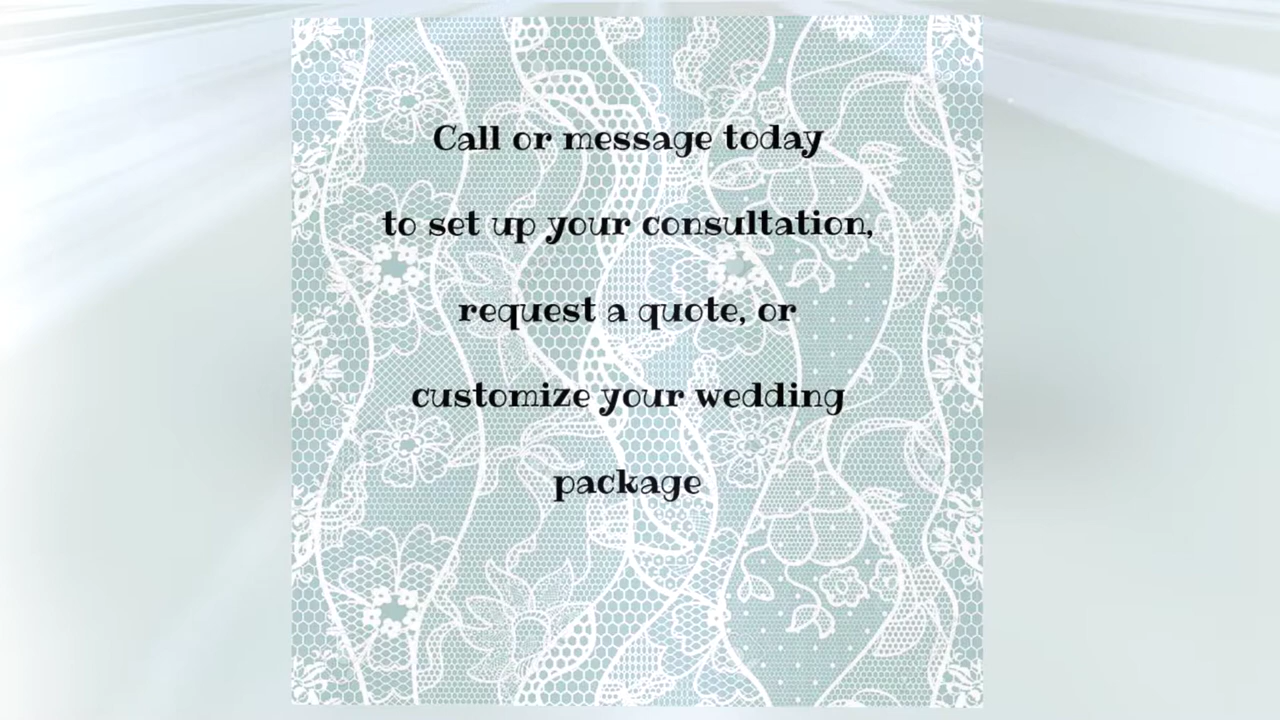 Call or message today
to set up your consultation,
request a quote, or
customize your wedding
package